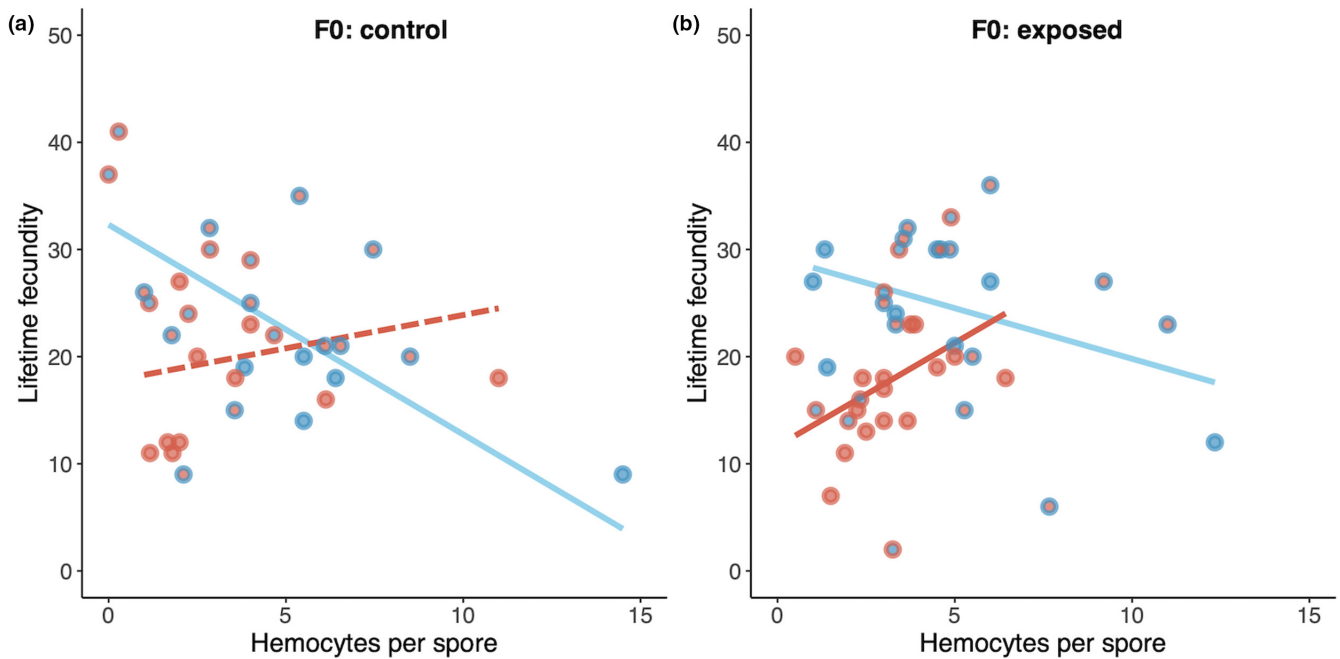 (a)
F0: control
50
40
30
20
10
0
Lifetime fecundity
0 5 10 15
Hemocytes per spore
(b)
F0: exposed
50
40
30
20
10
0
Lifetime fecundity
0 5 10 15
Hemocytes per spore